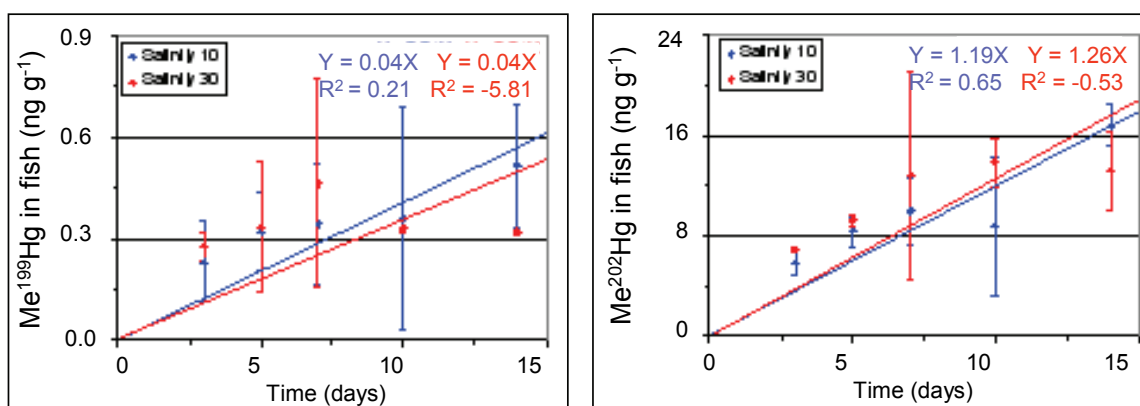 0.9
0.6
0.3
0.0
Me¹⁹⁹Hg in fish (ng g⁻¹)
Salinity 10
Salinity 30
Y = 0.04X Y = 0.04X
R² = 0.21 R² = -5.81
0 5 10 15
Time (days)
24
16
8
0
Me²⁰²Hg in fish (ng g⁻¹)
Salinity 10
Salinity 30
Y = 1.19X Y = 1.26X
R² = 0.65 R² = -0.53
0 5 10 15
Time (days)